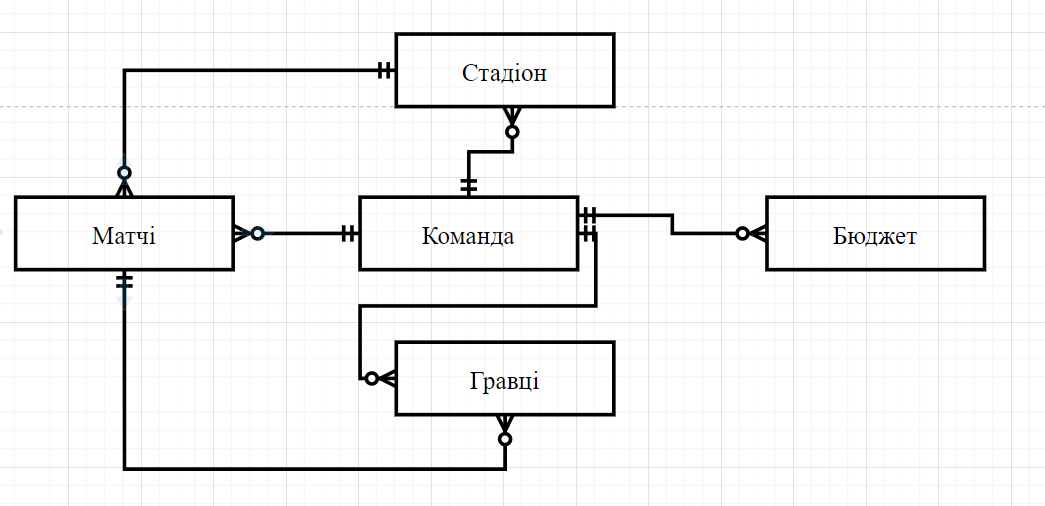 Стадіон
Матчі
Команда
Бюджет
Гравці